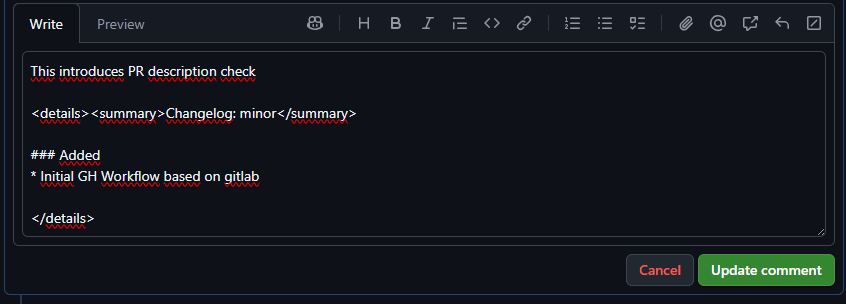 Write Preview
This introduces PR description check
<details><summary>Changelog: minor</summary>
### Added
* Initial GH Workflow based on gitlab
</details>
Cancel Update comment